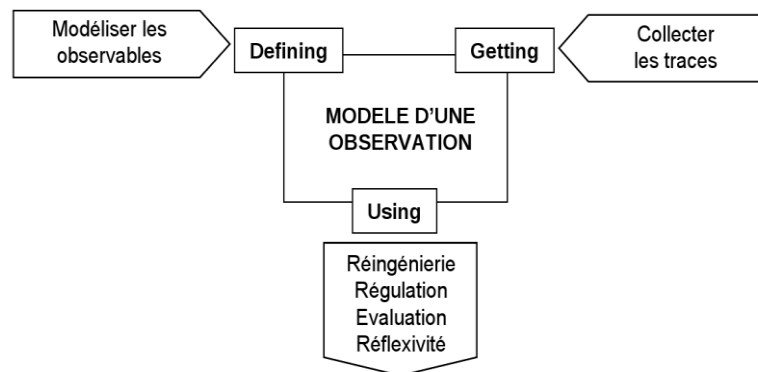 Modéliser les
observables
Defining
Getting
Collecter
les traces
MODELE D'UNE
OBSERVATION
Using
Réingénierie
Régulation
Evaluation
Réflexivité